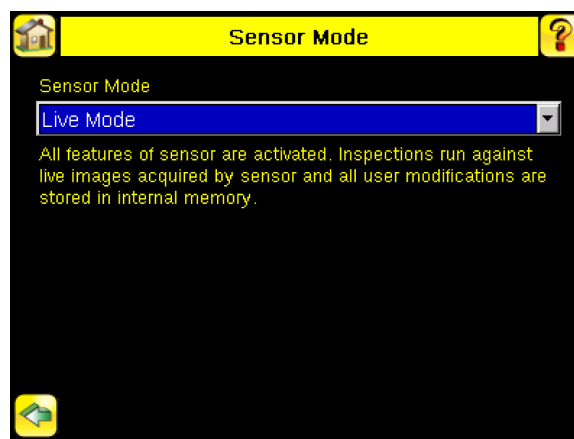 Sensor Mode
?
Sensor Mode
Live Mode
All features of sensor are activated. Inspections run against
live images acquired by sensor and all user modifications are
stored in internal memory.